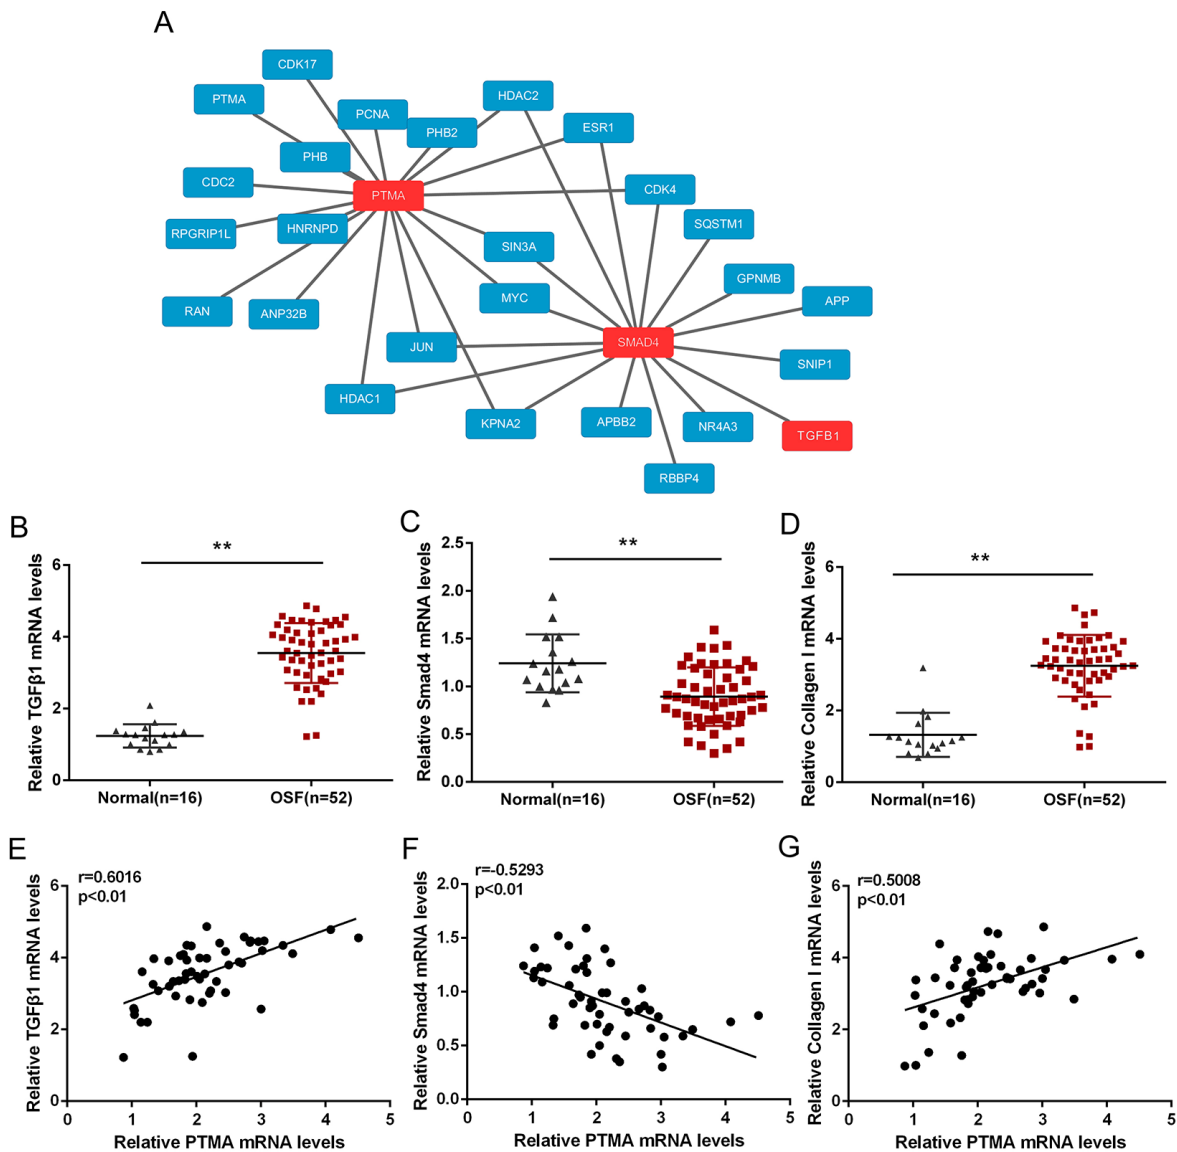 A
CDK17
PTMA
PCNA
HDAC2
PHB2
ESR1
PHB
CDC2
PTMA
CDK4
RPGRIP1L
HNRNPD
SIN3A
SQSTM1
GPNMB
RAN
ANP32B
MYC
APP
JUN
SMAD4
SNIP1
HDAC1
KPNA2
APBB2
NR4A3
TGFB1
RBBP4
B
**
Relative TGFβ1 mRNA levels
6
4
2
0
Normal(n=16)
OSF(n=52)
C
**
Relative Smad4 mRNA levels
2.5
2.0
1.5
1.0
0.5
0.0
Normal(n=16)
OSF(n=52)
D
**
Relative Collagen I mRNA levels
6
4
2
0
Normal(n=16)
OSF(n=52)
E
r=0.6016
p<0.01
Relative TGFβ1 mRNA levels
6
4
2
0
0 1 2 3 4 5
Relative PTMA mRNA levels
F
r=-0.5293
p<0.01
Relative Smad4 mRNA levels
2.0
1.5
1.0
0.5
0.0
0 1 2 3 4 5
Relative PTMA mRNA levels
G
r=0.5008
p<0.01
Relative Collagen I mRNA levels
6
4
2
0
0 1 2 3 4 5
Relative PTMA mRNA levels